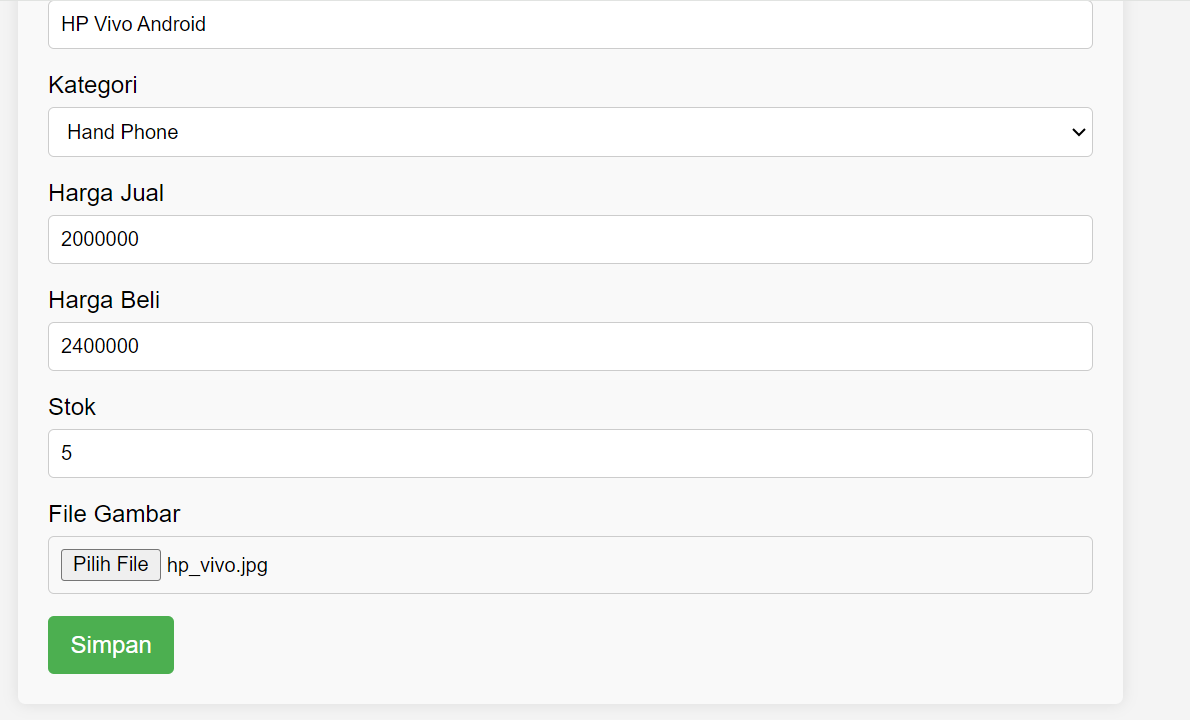 HP Vivo Android
Kategori
Hand Phone
Harga Jual
2000000
Harga Beli
2400000
Stok
5
File Gambar
Pilih File hp_vivo.jpg
Simpan